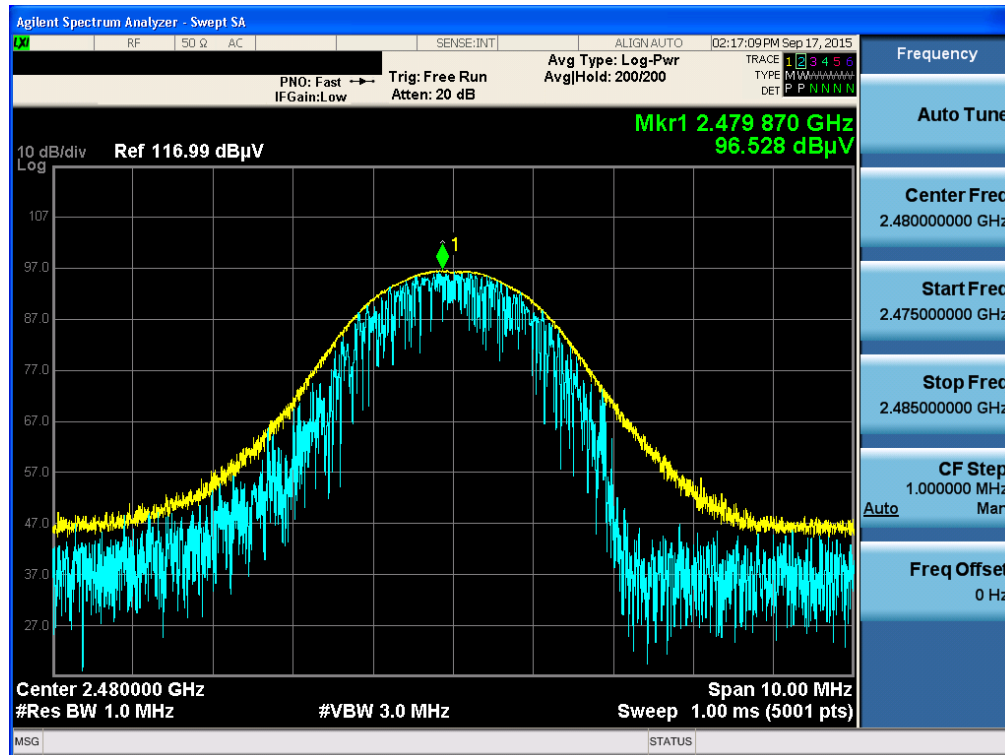 Agilent Spectrum Analyzer - Swept SA
LXI RF 50 Ω AC SENSE:INT ALIGN AUTO 02:17:09 PM Sep 17, 2015
PNO: Fast
IFGain:Low
Trig: Free Run
Atten: 20 dB
Avg Type: Log-Pwr
Avg|Hold: 200/200
TRACE 1 2 3 4 5 6
TYPE M W
DET P P N N N N
Mkr1 2.479 870 GHz
96.528 dBµV
10 dB/div Ref 116.99 dBµV
Log
1
107
97.0
87.0
77.0
67.0
57.0
47.0
37.0
27.0
Center 2.480000 GHz Span 10.00 MHz
#Res BW 1.0 MHz #VBW 3.0 MHz Sweep 1.00 ms (5001 pts)
MSG STATUS
Frequency
Auto Tune
Center Freq
2.480000000 GHz
Start Freq
2.475000000 GHz
Stop Freq
2.485000000 GHz
CF Step
1.000000 MHz
Auto Man
Freq Offset
0 Hz